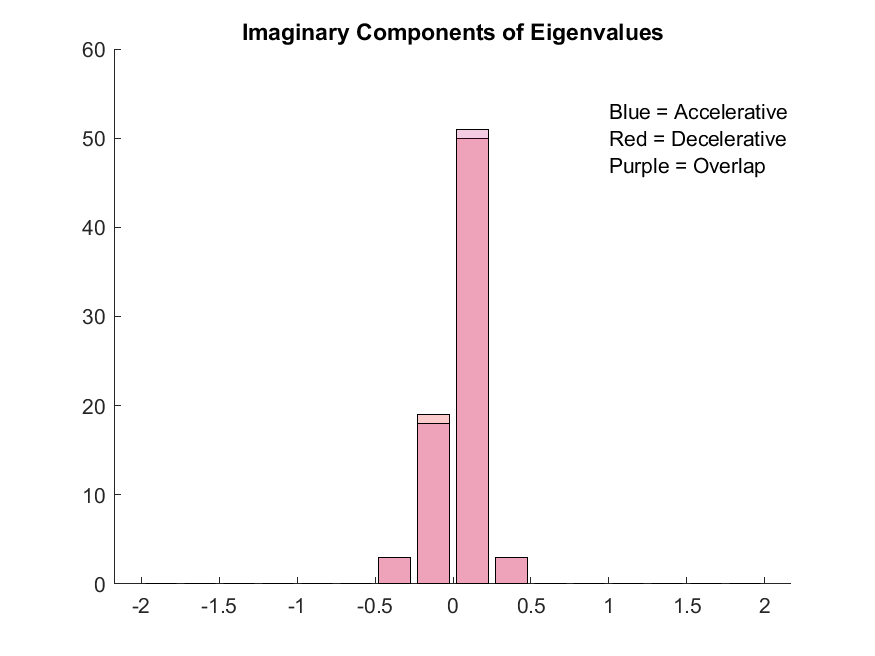 Imaginary Components of Eigenvalues
60
Blue = Accelerative
50
Red = Decelerative
Purple = Overlap
40
30
20
10
0
-2 -1.5 -1 -0.5 0 0.5 1 1.5 2